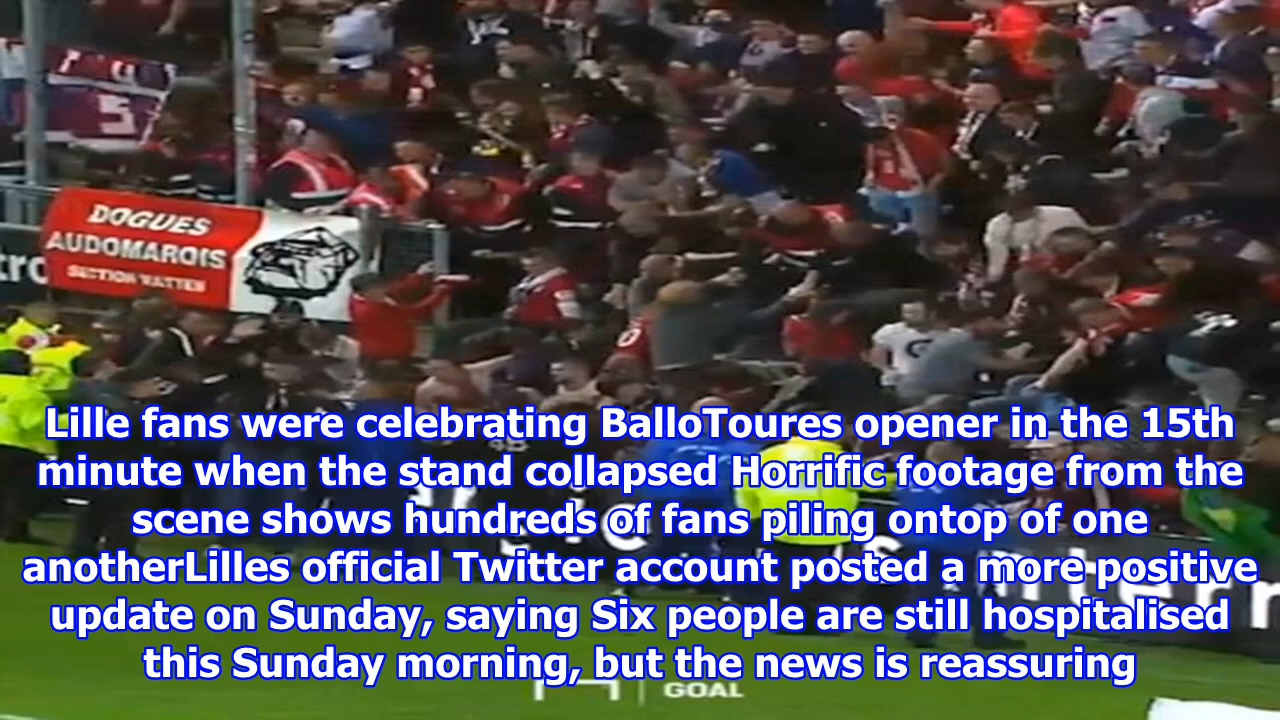 5
DOGUES
AUDOMAROIS
SECTION WATTEN
tro
Lille fans were celebrating BalloToures opener in the 15th
minute when the stand collapsed Horrific footage from the
scene shows hundreds of fans piling ontop of one
anotherLilles official Twitter account posted a more positive
update on Sunday, saying Six people are still hospitalised
this Sunday morning, but the news is reassuring
GOAL